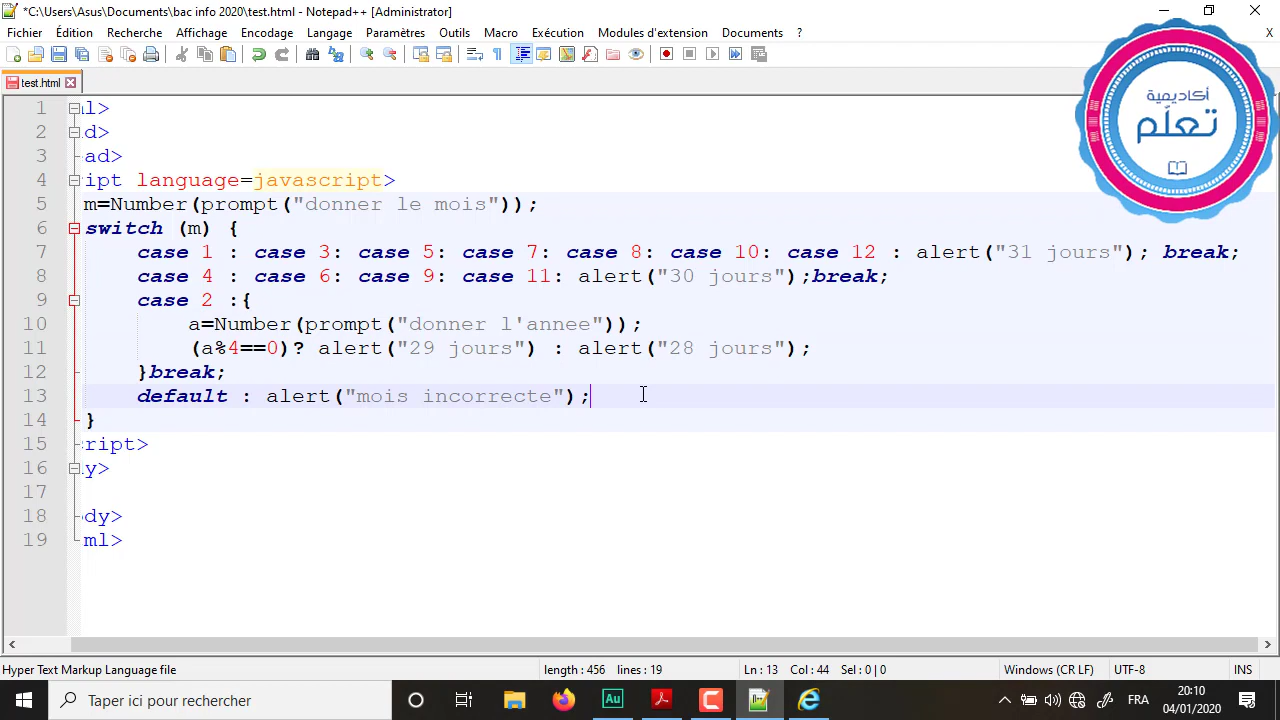 *C:\Users\Asus\Documents\bac info 2020\test.html - Notepad++ [Administrator]
Fichier Édition Recherche Affichage Encodage Langage Paramètres Outils Macro Exécution Modules d'extension Documents ? X
test.html
أكاديمية
تعلّم
1 ıl>
2 d>
3 ad>
4 ipt language=javascript>
5 m=Number(prompt("donner le mois"));
6 switch (m) {
7 case 1 : case 3: case 5: case 7: case 8: case 10: case 12 : alert("31 jours"); break;
8 case 4 : case 6: case 9: case 11: alert("30 jours");break;
9 case 2 :{
10 a=Number(prompt("donner l'annee"));
11 (a%4==0)? alert("29 jours") : alert("28 jours");
12 }break;
13 default : alert("mois incorrecte");
14 }
15 ript>
16 y>
17
18 dy>
19 ml>
Hyper Text Markup Language file length : 456 lines : 19 Ln : 13 Col : 44 Sel : 0 | 0 Windows (CR LF) UTF-8 INS
Taper ici pour rechercher
Au
FRA
20:10
04/01/2020